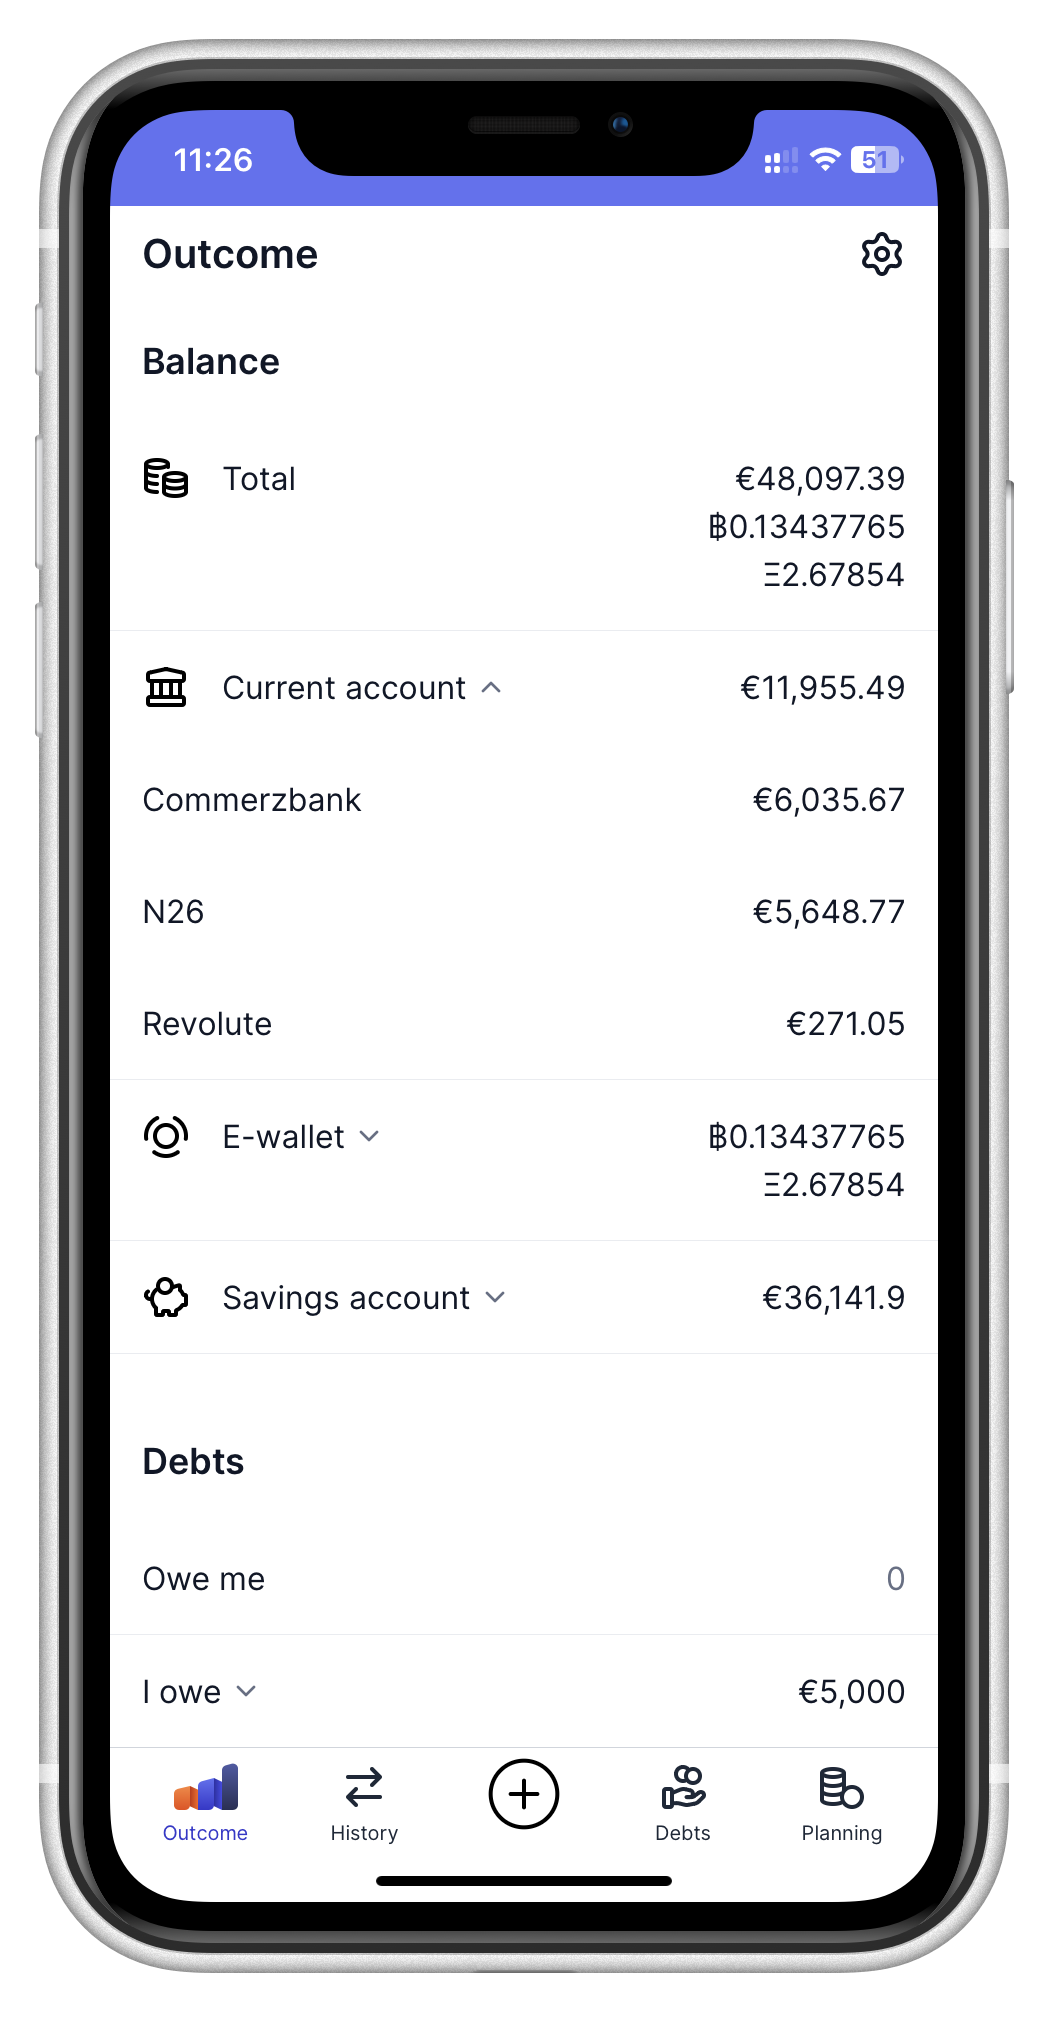 11:26
51
Outcome
Balance
Total €48,097.39
฿0.13437765
Ξ2.67854
Current account €11,955.49
Commerzbank €6,035.67
N26 €5,648.77
Revolute €271.05
E-wallet ฿0.13437765
Ξ2.67854
Savings account €36,141.9
Debts
Owe me 0
I owe €5,000
Outcome History Debts Planning